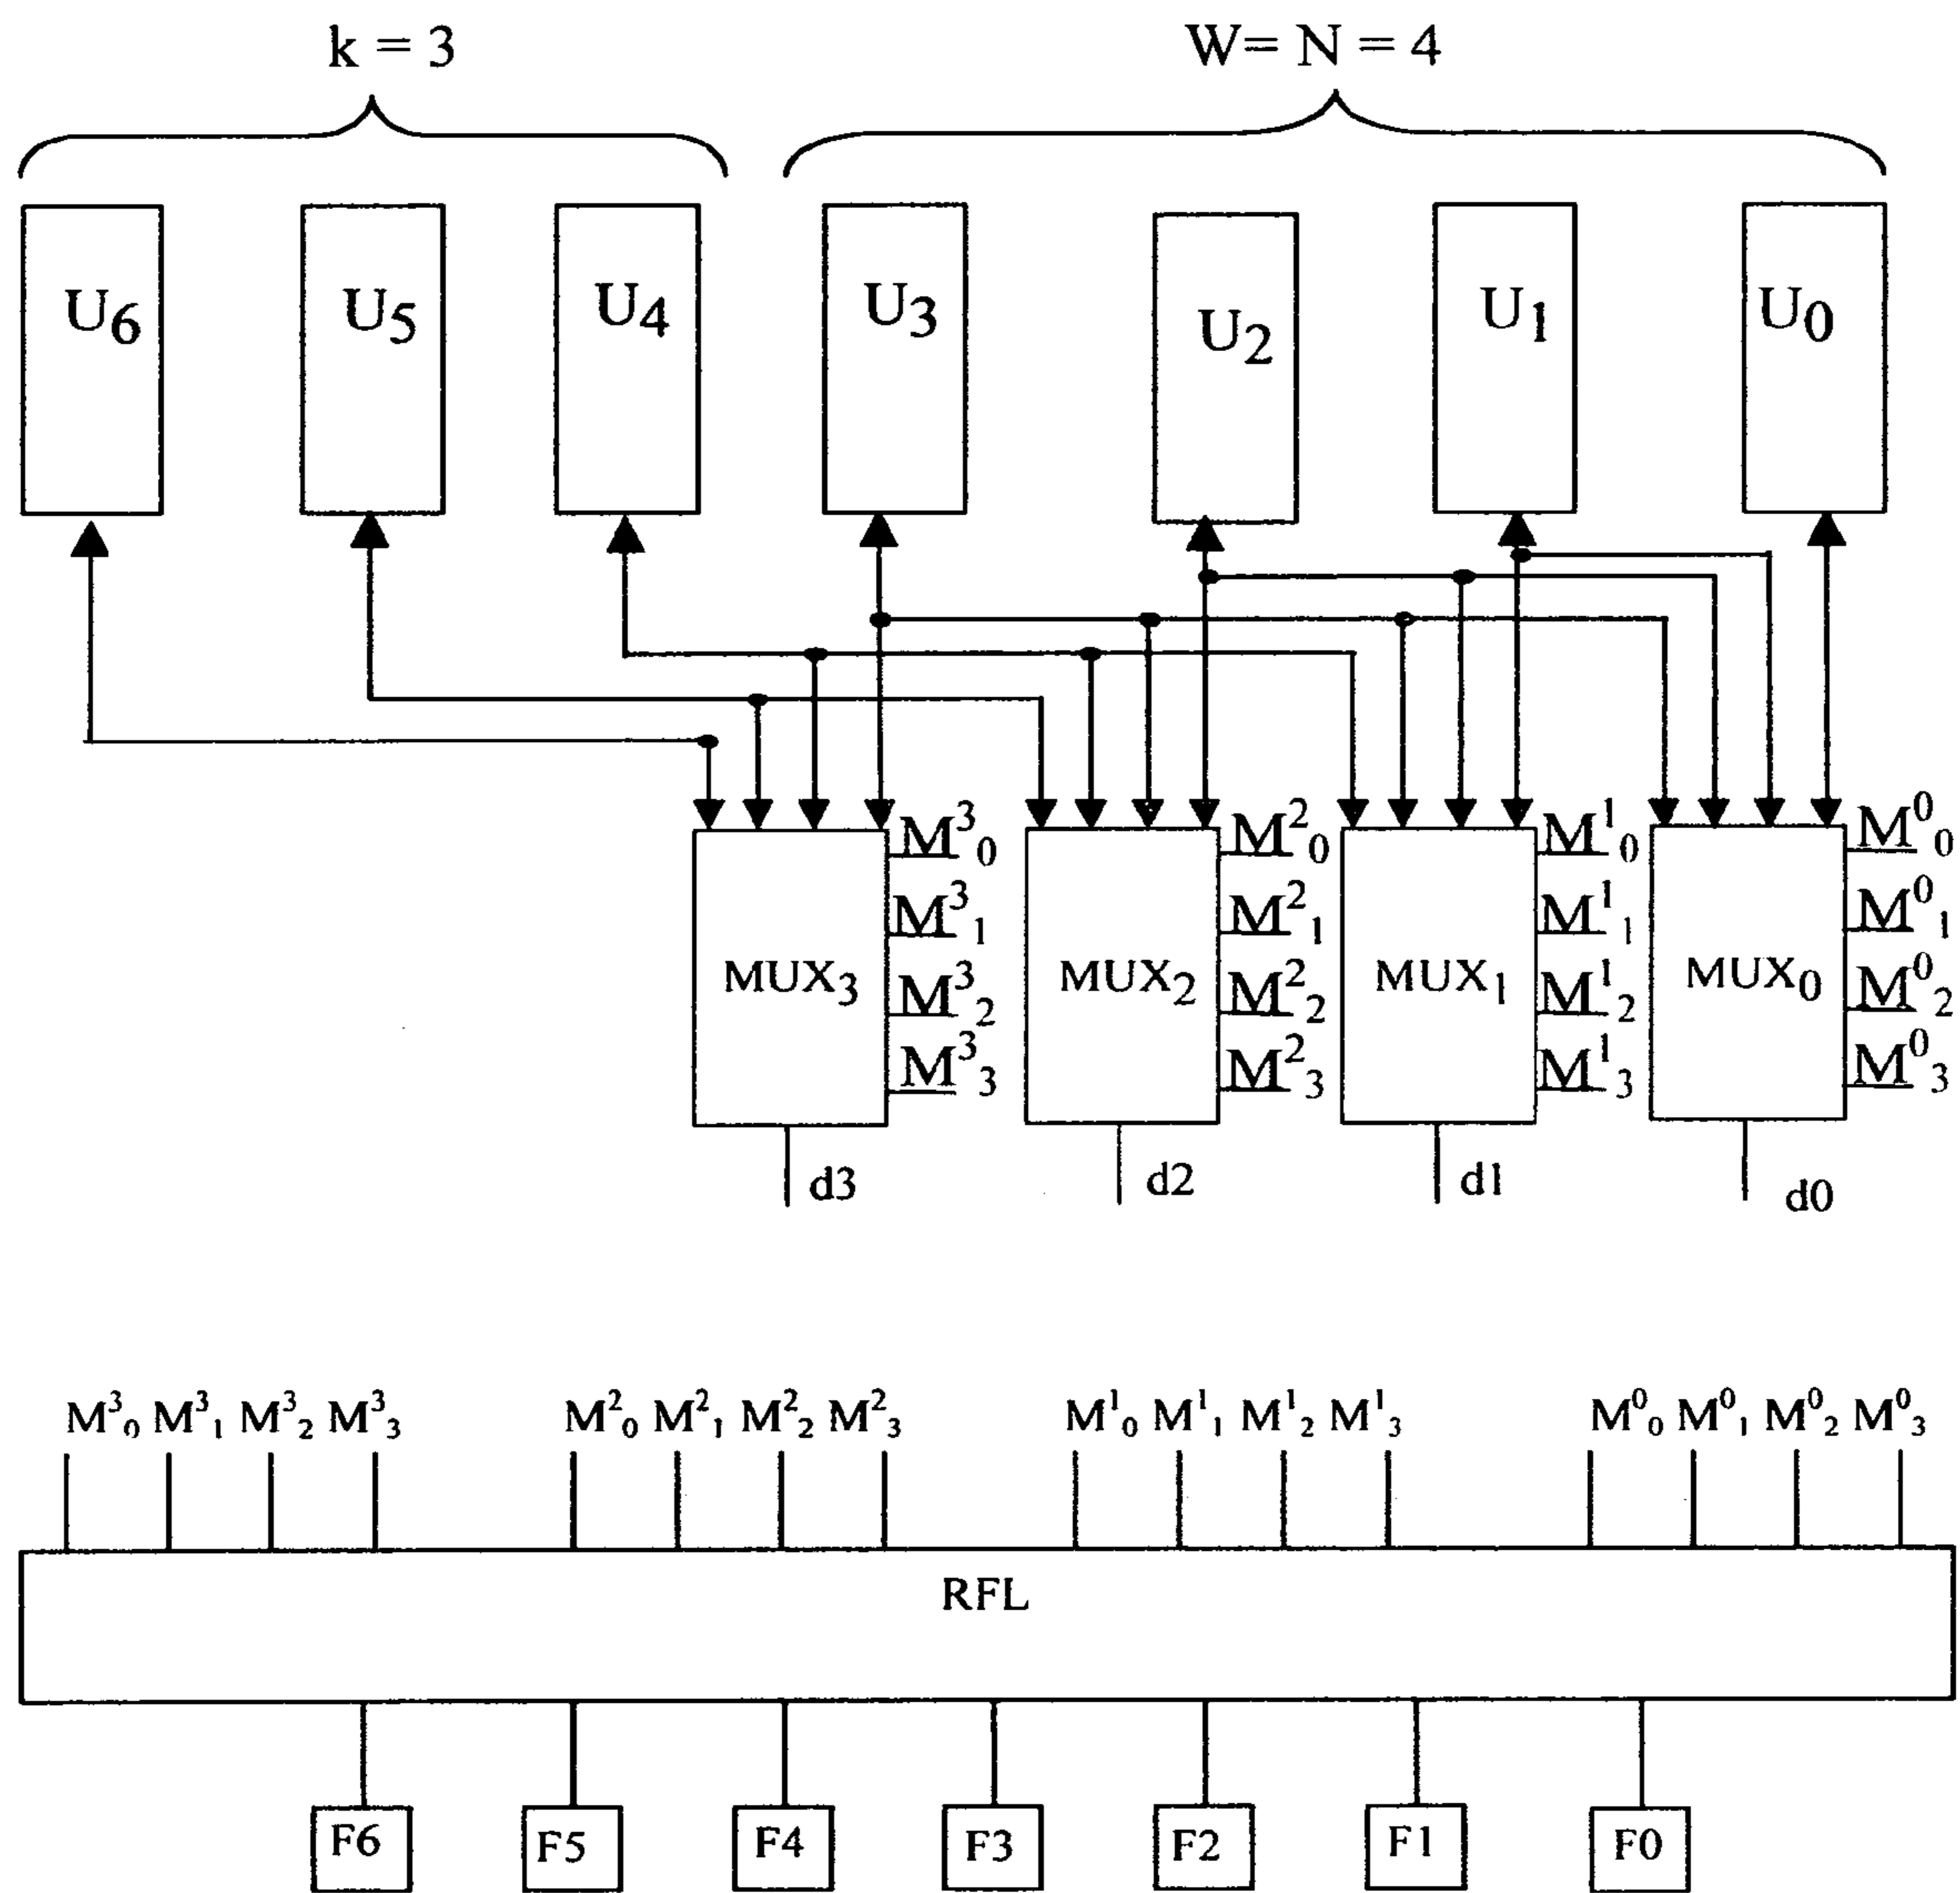 k = 3
W= N = 4
U6 U5 U4 U3 U2 U1 U0
M³₀ M²₀ M¹₀ M⁰₀
M³₁ M²₁ M¹₁ M⁰₁
MUX₃ MUX₂ MUX₁ MUX₀
M³₂ M²₂ M¹₂ M⁰₂
M³₃ M²₃ M¹₃ M⁰₃
d3 d2 d1 d0
M³₀ M³₁ M³₂ M³₃ M²₀ M²₁ M²₂ M²₃ M¹₀ M¹₁ M¹₂ M¹₃ M⁰₀ M⁰₁ M⁰₂ M⁰₃
RFL
F6 F5 F4 F3 F2 F1 F0